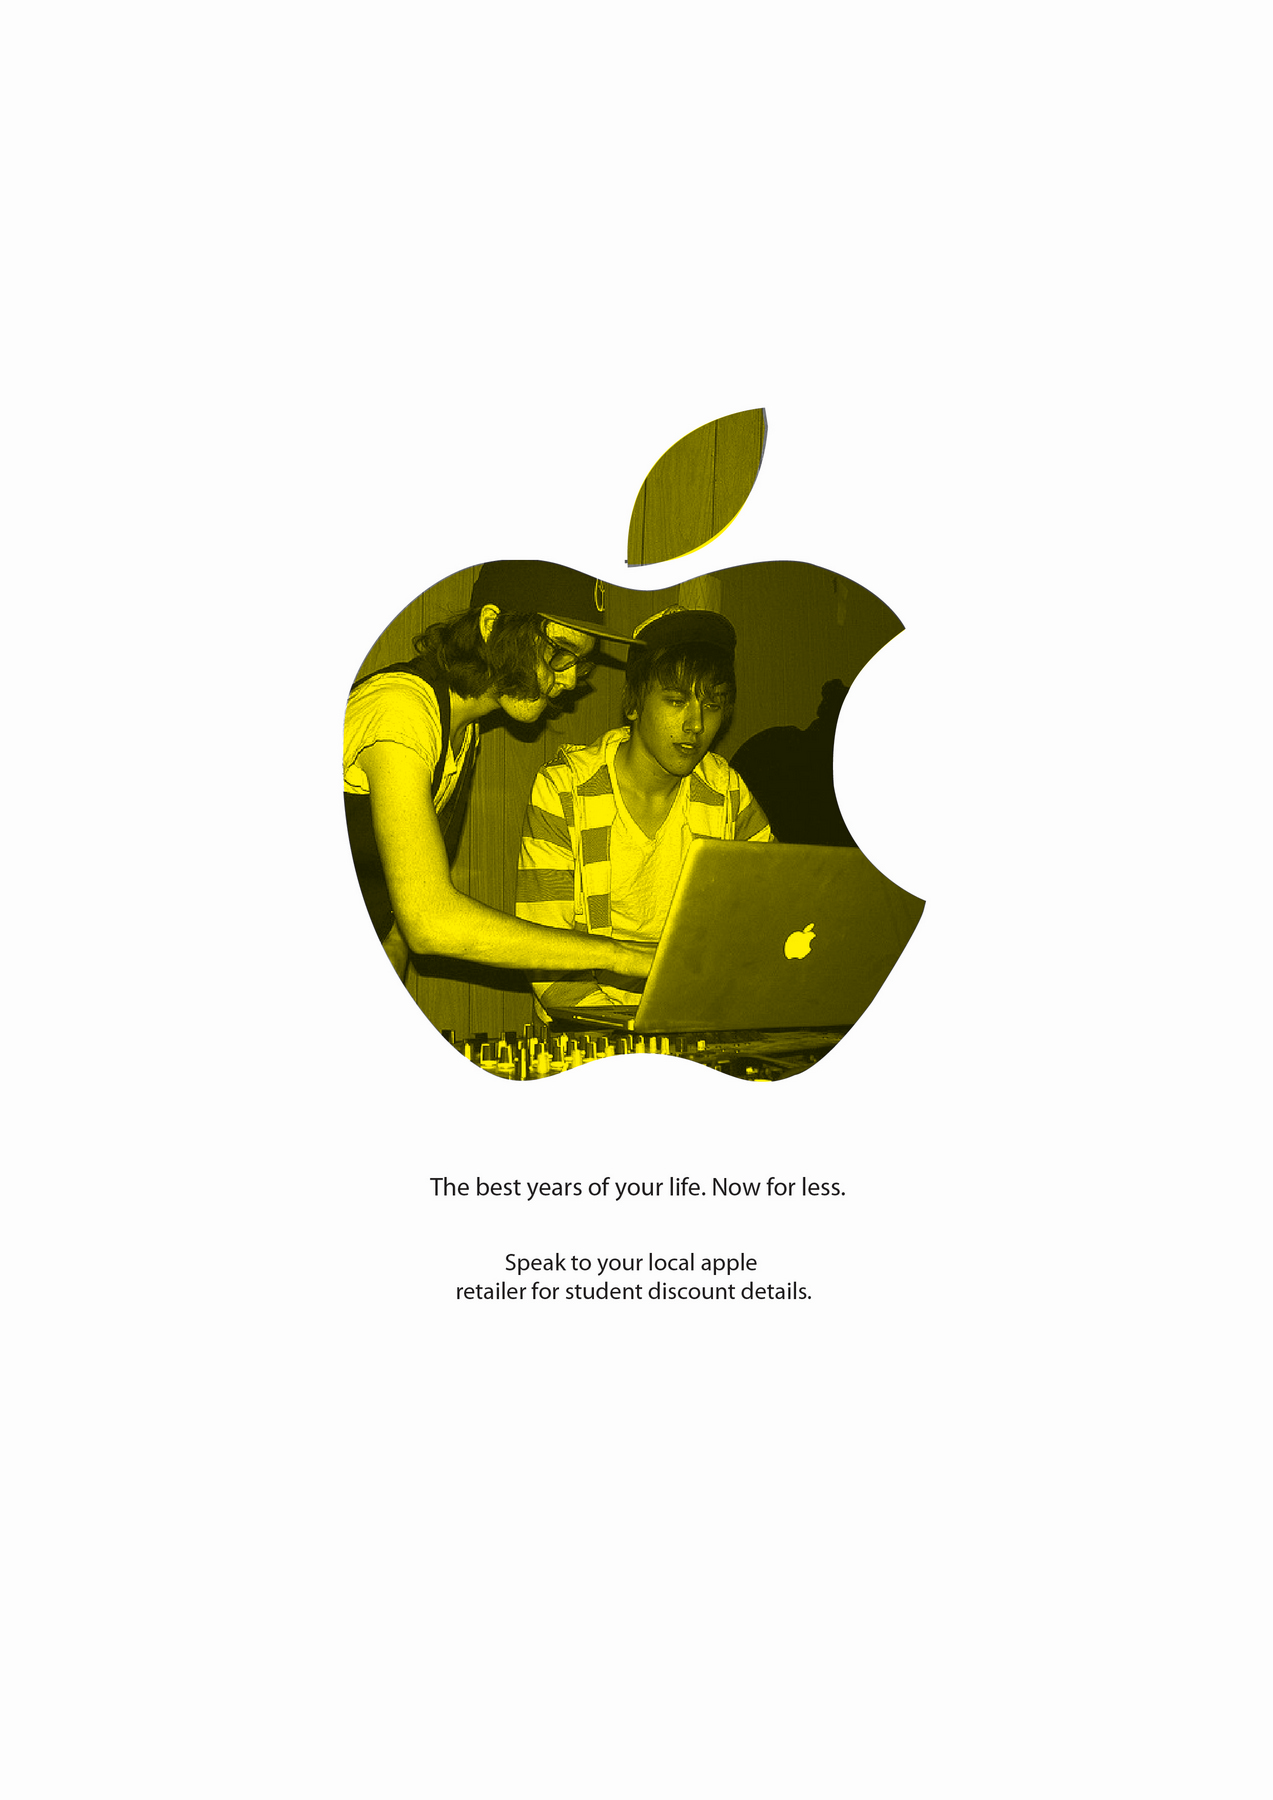 The best years of your life. Now for less.
Speak to your local apple
retailer for student discount details.